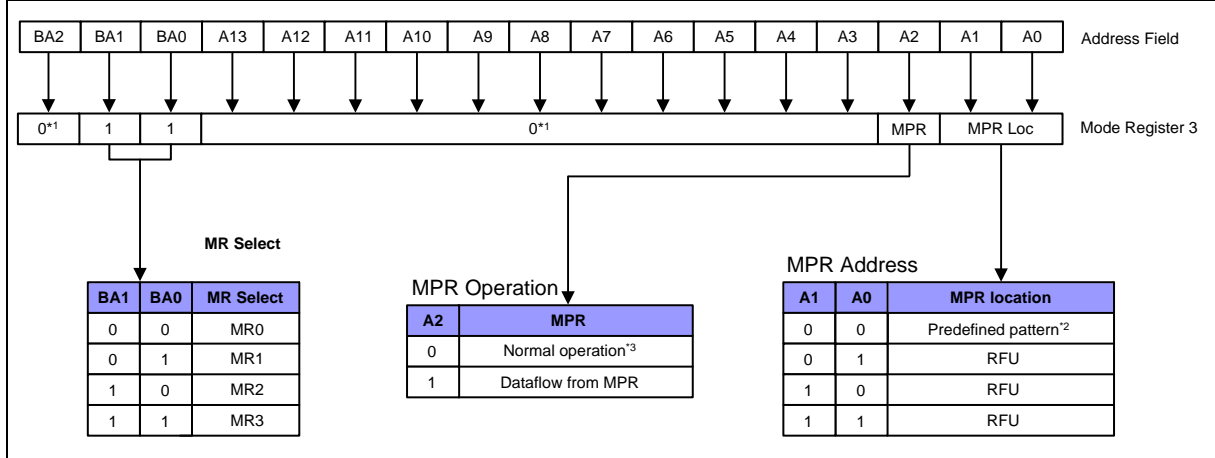 BA2 BA1 BA0 A13 A12 A11 A10 A9 A8 A7 A6 A5 A4 A3 A2 A1 A0 Address Field
0*1 1 1 0*1 MPR MPR Loc Mode Register 3
MR Select
BA1 BA0 MR Select
0 0 MR0
0 1 MR1
1 0 MR2
1 1 MR3
MPR Operation
A2 MPR
0 Normal operation*3
1 Dataflow from MPR
MPR Address
A1 A0 MPR location
0 0 Predefined pattern*2
0 1 RFU
1 0 RFU
1 1 RFU